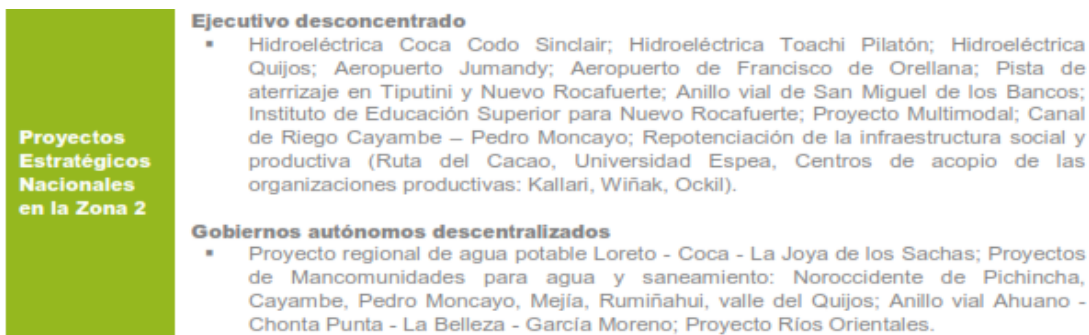 Proyectos
Estratégicos
Nacionales
en la Zona 2
Ejecutivo desconcentrado
▪ Hidroeléctrica Coca Codo Sinclair; Hidroeléctrica Toachi Pilatón; Hidroeléctrica
Quijos; Aeropuerto Jumandy; Aeropuerto de Francisco de Orellana; Pista de
aterrizaje en Tiputini y Nuevo Rocafuerte; Anillo vial de San Miguel de los Bancos;
Instituto de Educación Superior para Nuevo Rocafuerte; Proyecto Multimodal; Canal
de Riego Cayambe – Pedro Moncayo; Repotenciación de la infraestructura social y
productiva (Ruta del Cacao, Universidad Espea, Centros de acopio de las
organizaciones productivas: Kallari, Wiñak, Ockil).
Gobiernos autónomos descentralizados
▪ Proyecto regional de agua potable Loreto - Coca - La Joya de los Sachas; Proyectos
de Mancomunidades para agua y saneamiento: Noroccidente de Pichincha,
Cayambe, Pedro Moncayo, Mejía, Rumiñahui, valle del Quijos; Anillo vial Ahuano -
Chonta Punta - La Belleza - García Moreno; Proyecto Ríos Orientales.